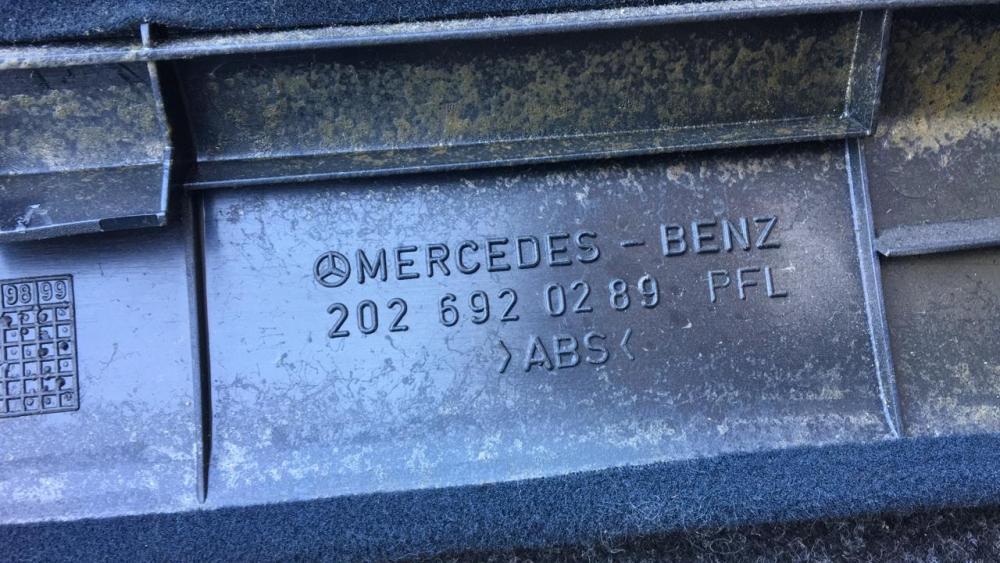 MERCEDES - BENZ
202 692 02 89 PFL
>ABS<
98 99